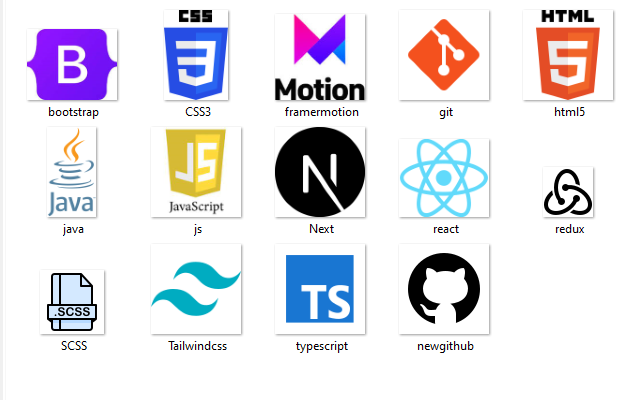 CSS
HTML
B
3
5
Motion
bootstrap
CSS3
framermotion
git
html5
JS
N
Java
JavaScript
java
js
Next
react
redux
.SCSS
TS
SCSS
Tailwindcss
typescript
newgithub